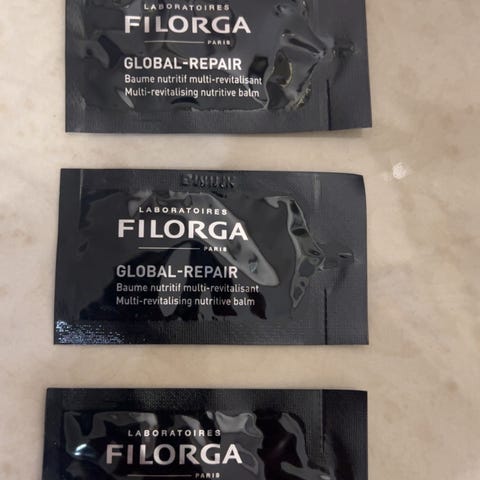 LABORATOIRES
FILORGA
PARIS
GLOBAL-REPAIR
Baume nutritif multi-revitalisant
Multi-revitalising nutritive balm
LABORATOIRES
FILORGA
PARIS
GLOBAL-REPAIR
Baume nutritif multi-revitalisant
Multi-revitalising nutritive balm
LABORATOIRES
FILORGA
PARIS